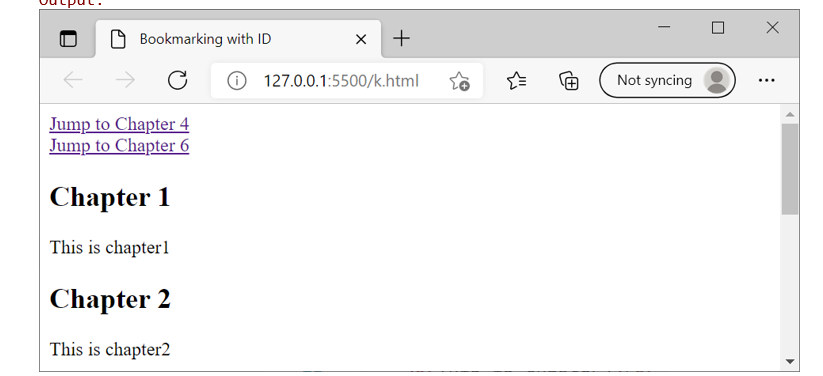 Output:
Bookmarking with ID
127.0.0.1:5500/k.html
Not syncing
Jump to Chapter 4
Jump to Chapter 6
Chapter 1
This is chapter1
Chapter 2
This is chapter2